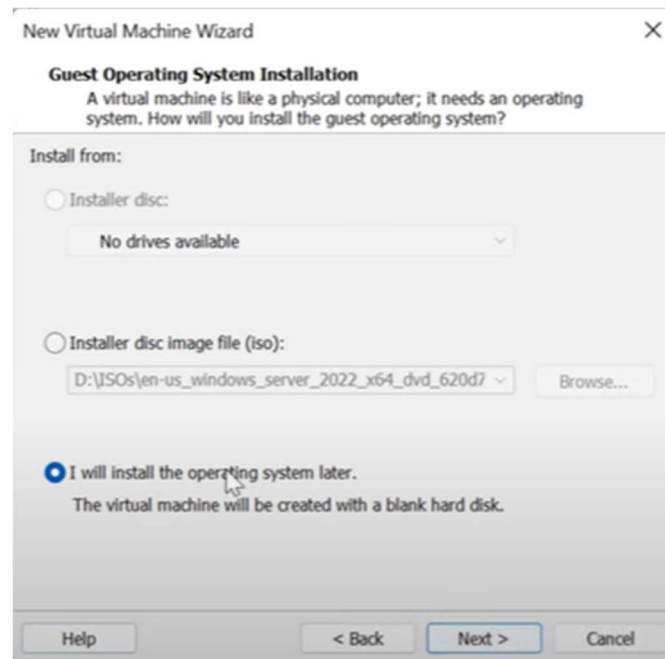 New Virtual Machine Wizard
Guest Operating System Installation
A virtual machine is like a physical computer; it needs an operating
system. How will you install the guest operating system?
Install from:
Installer disc:
No drives available
Installer disc image file (iso):
D:\ISOs\en-us_windows_server_2022_x64_dvd_620d7
Browse...
I will install the operating system later.
The virtual machine will be created with a blank hard disk.
Help
< Back
Next >
Cancel